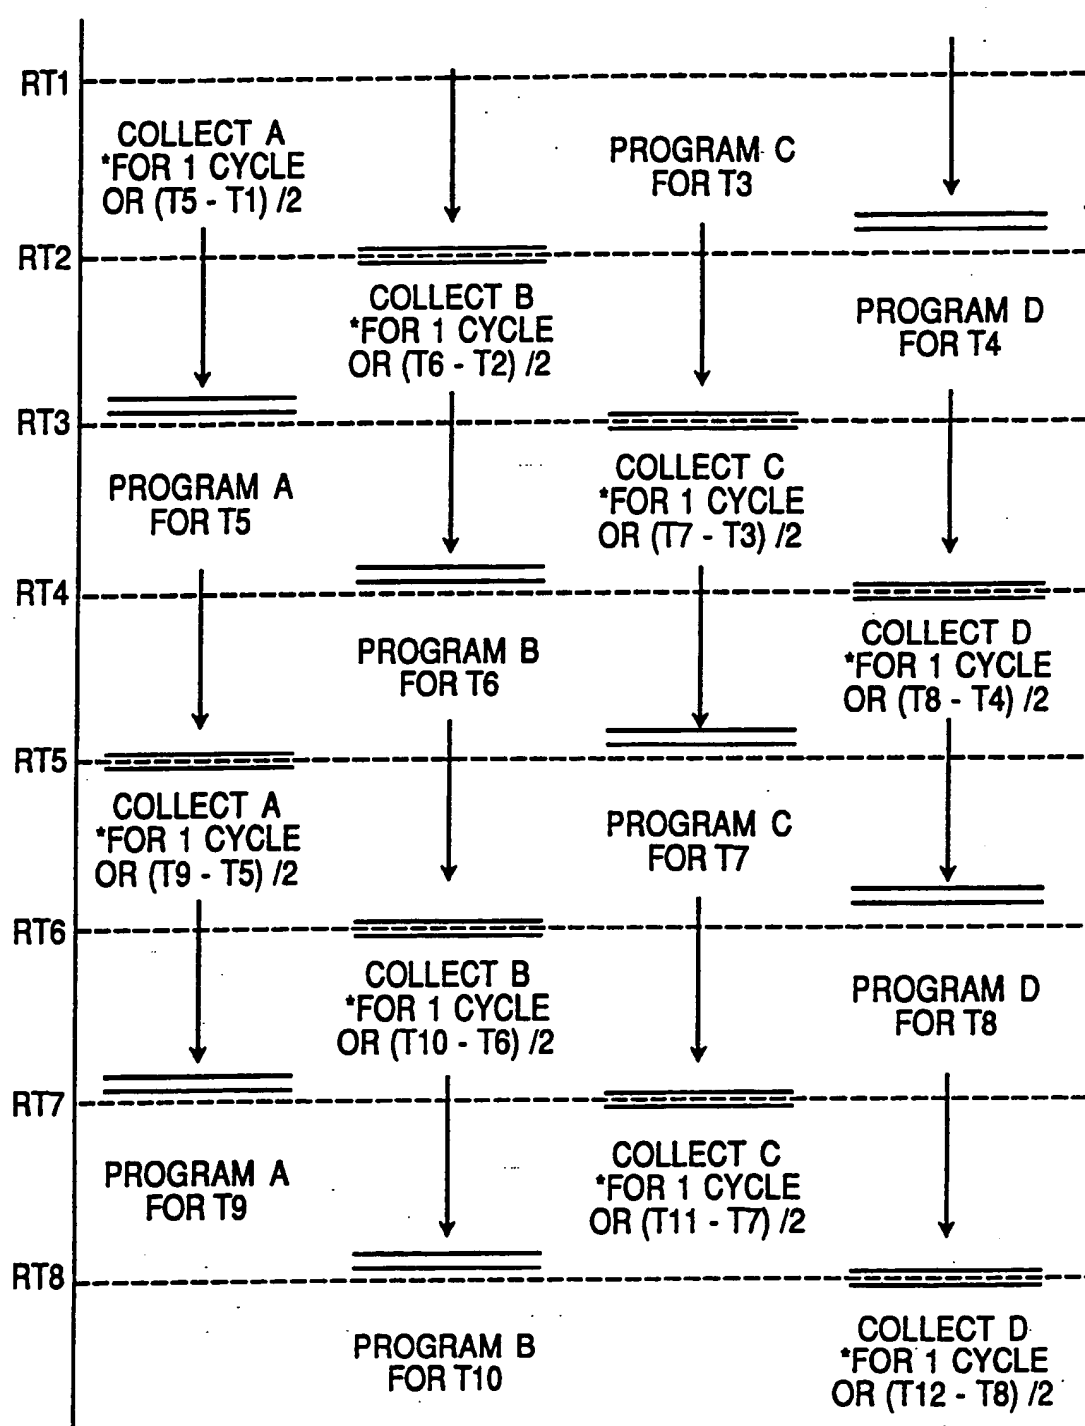 RT1
COLLECT A
*FOR 1 CYCLE
OR (T5 - T1) /2
PROGRAM C
FOR T3
RT2
COLLECT B
*FOR 1 CYCLE
OR (T6 - T2) /2
PROGRAM D
FOR T4
RT3
PROGRAM A
FOR T5
COLLECT C
*FOR 1 CYCLE
OR (T7 - T3) /2
RT4
PROGRAM B
FOR T6
COLLECT D
*FOR 1 CYCLE
OR (T8 - T4) /2
RT5
COLLECT A
*FOR 1 CYCLE
OR (T9 - T5) /2
PROGRAM C
FOR T7
RT6
COLLECT B
*FOR 1 CYCLE
OR (T10 - T6) /2
PROGRAM D
FOR T8
RT7
PROGRAM A
FOR T9
COLLECT C
*FOR 1 CYCLE
OR (T11 - T7) /2
RT8
PROGRAM B
FOR T10
COLLECT D
*FOR 1 CYCLE
OR (T12 - T8) /2